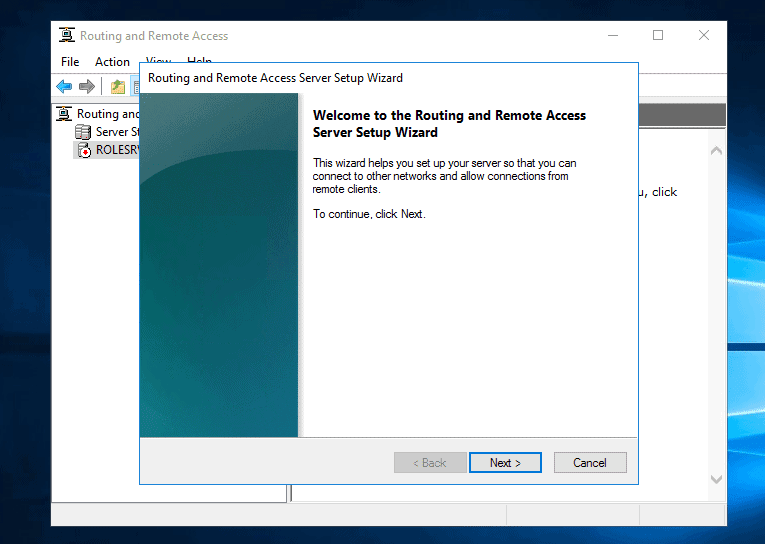 Routing and Remote Access
File Action View Help
Routing and Remote Access Server Setup Wizard
Routing and
Server St
ROLESR
Welcome to the Routing and Remote Access
Server Setup Wizard
This wizard helps you set up your server so that you can
connect to other networks and allow connections from
remote clients.
To continue, click Next.
, click
< Back Next > Cancel